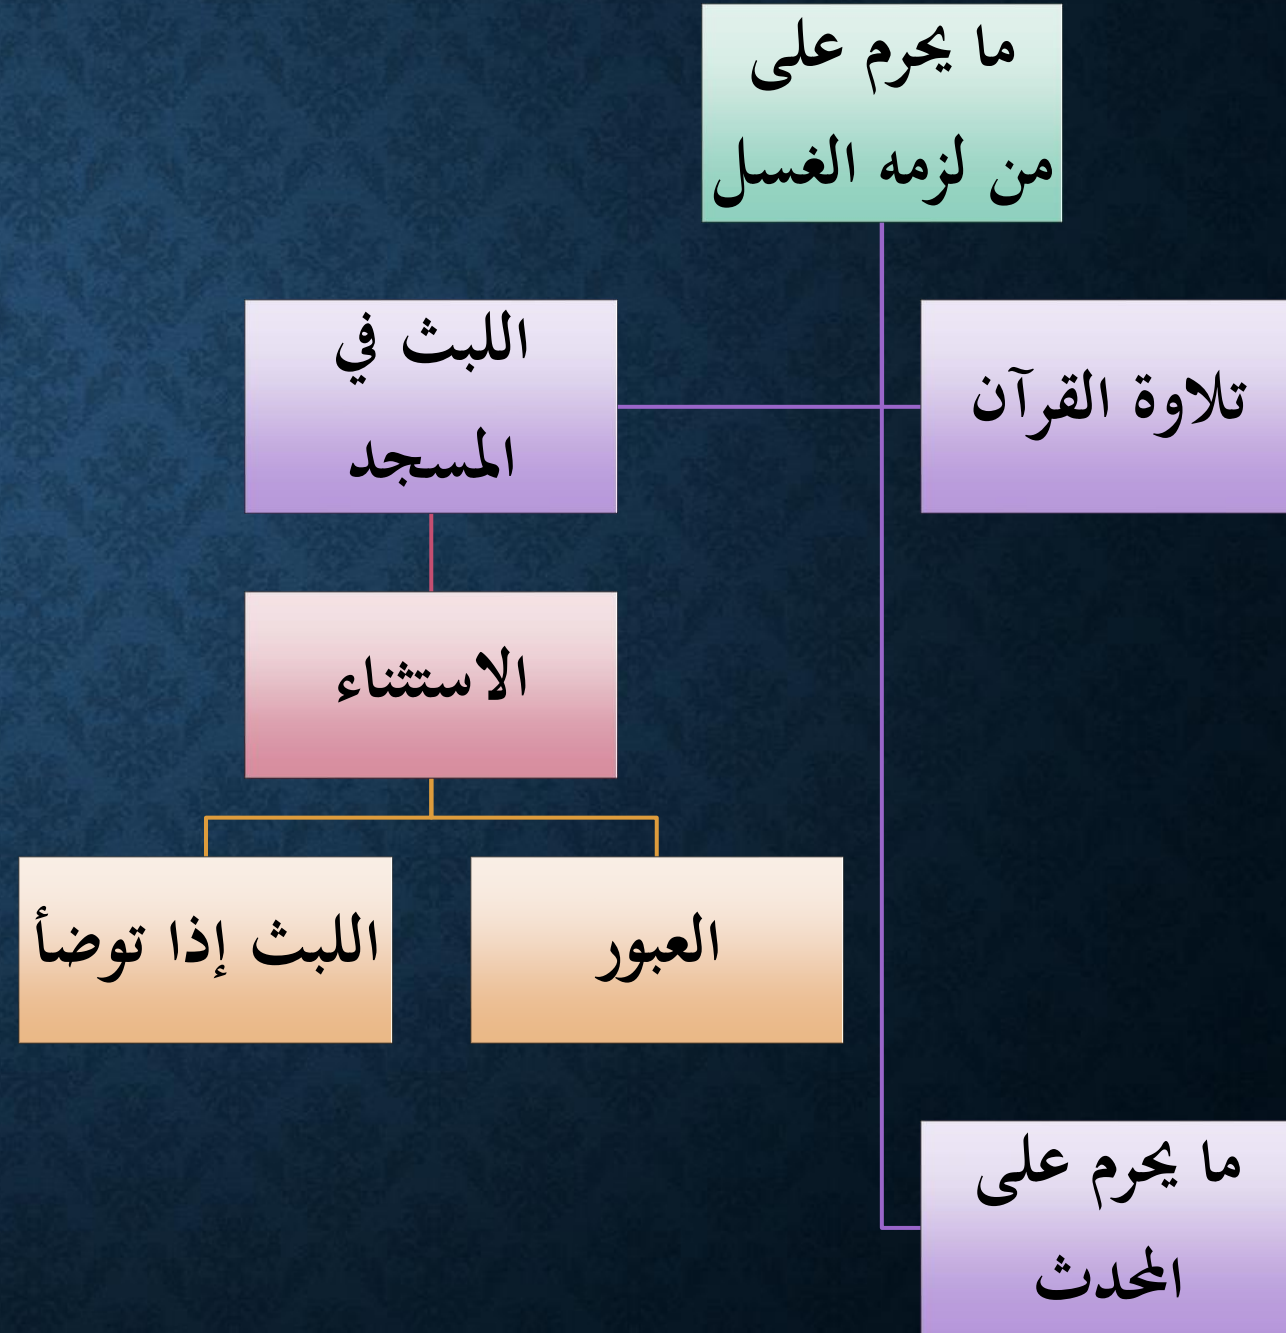 ما يحرم على
من لزمه الغسل
تلاوة القرآن
اللبث في
المسجد
الاستثناء
العبور
اللبث إذا توضأ
ما يحرم على
المحدث